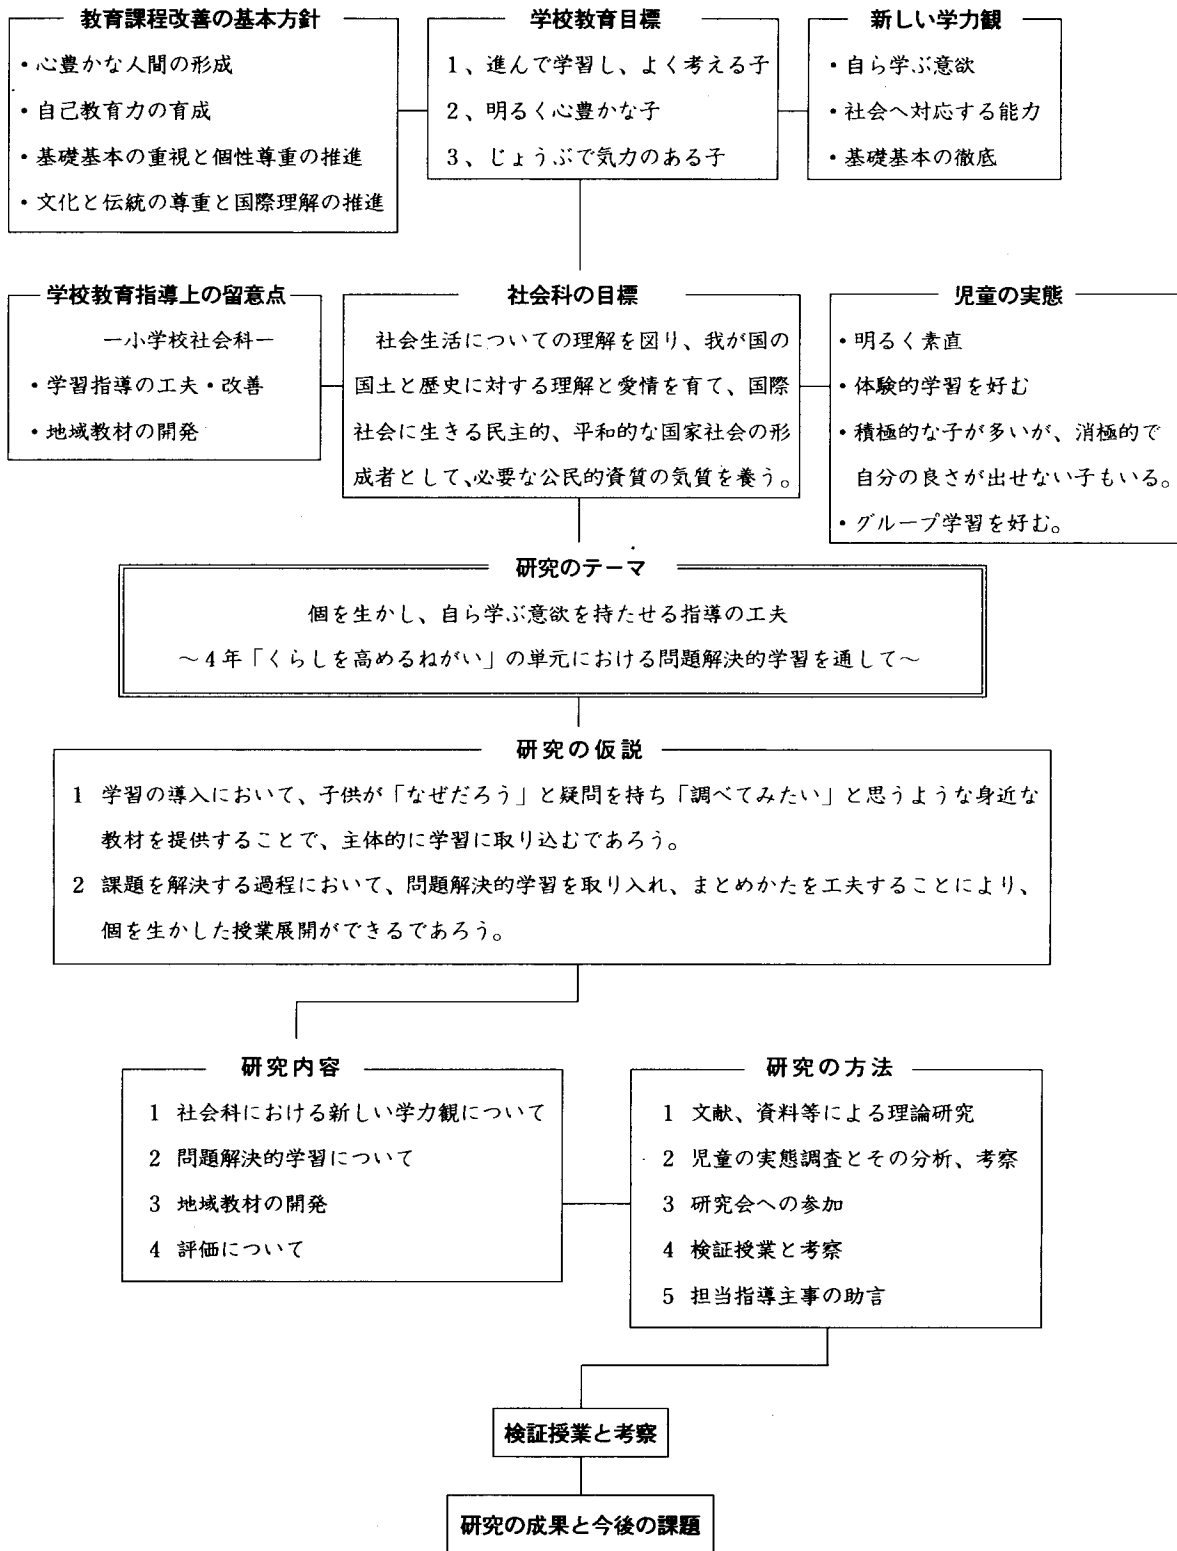 教育課程改善の基本方針
・心豊かな人間の形成
・自己教育力の育成
・基礎基本の重視と個性尊重の推進
・文化と伝統の尊重と国際理解の推進
学校教育目標
1、進んで学習し、よく考える子
2、明るく心豊かな子
3、じょうぶで気力のある子
新しい学力観
・自ら学ぶ意欲
・社会へ対応する能力
・基礎基本の徹底
学校教育指導上の留意点
ー小学校社会科ー
・学習指導の工夫・改善
・地域教材の開発
社会科の目標
社会生活についての理解を図り、我が国の
国土と歴史に対する理解と愛情を育て、国際
社会に生きる民主的、平和的な国家社会の形
成者として、必要な公民的資質の気質を養う。
児童の実態
・明るく素直
・体験的学習を好む
・積極的な子が多いが、消極的で
自分の良さが出せない子もいる。
・グループ学習を好む。
研究のテーマ
個を生かし、自ら学ぶ意欲を持たせる指導の工夫
～4年「くらしを高めるねがい」の単元における問題解決的学習を通して～
研究の仮説
1 学習の導入において、子供が「なぜだろう」と疑問を持ち「調べてみたい」と思うような身近な
教材を提供することで、主体的に学習に取り込むであろう。
2 課題を解決する過程において、問題解決的学習を取り入れ、まとめかたを工夫することにより、
個を生かした授業展開ができるであろう。
研究内容
1 社会科における新しい学力観について
2 問題解決的学習について
3 地域教材の開発
4 評価について
研究の方法
1 文献、資料等による理論研究
2 児童の実態調査とその分析、考察
3 研究会への参加
4 検証授業と考察
5 担当指導主事の助言
検証授業と考察
研究の成果と今後の課題